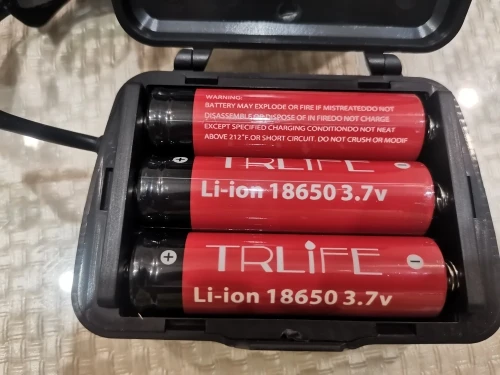 WARNING:
BATTERY MAY EXPLODE OR FIRE IF MISTREATEDDO NOT
DISASSEMBLE OR DISPOSE OF IN FIREDO NOT CHARGE
EXCEPT SPECIFIED CHARGING CONDITIONDO NOT NEAT
ABOVE 212°F.OR SHORT CIRCUIT. DO NOT CRUSH OR MODIF
+ TRLIFE
Li-ion 18650 3.7v
+ TRLIFE -
Li-ion 18650 3.7v